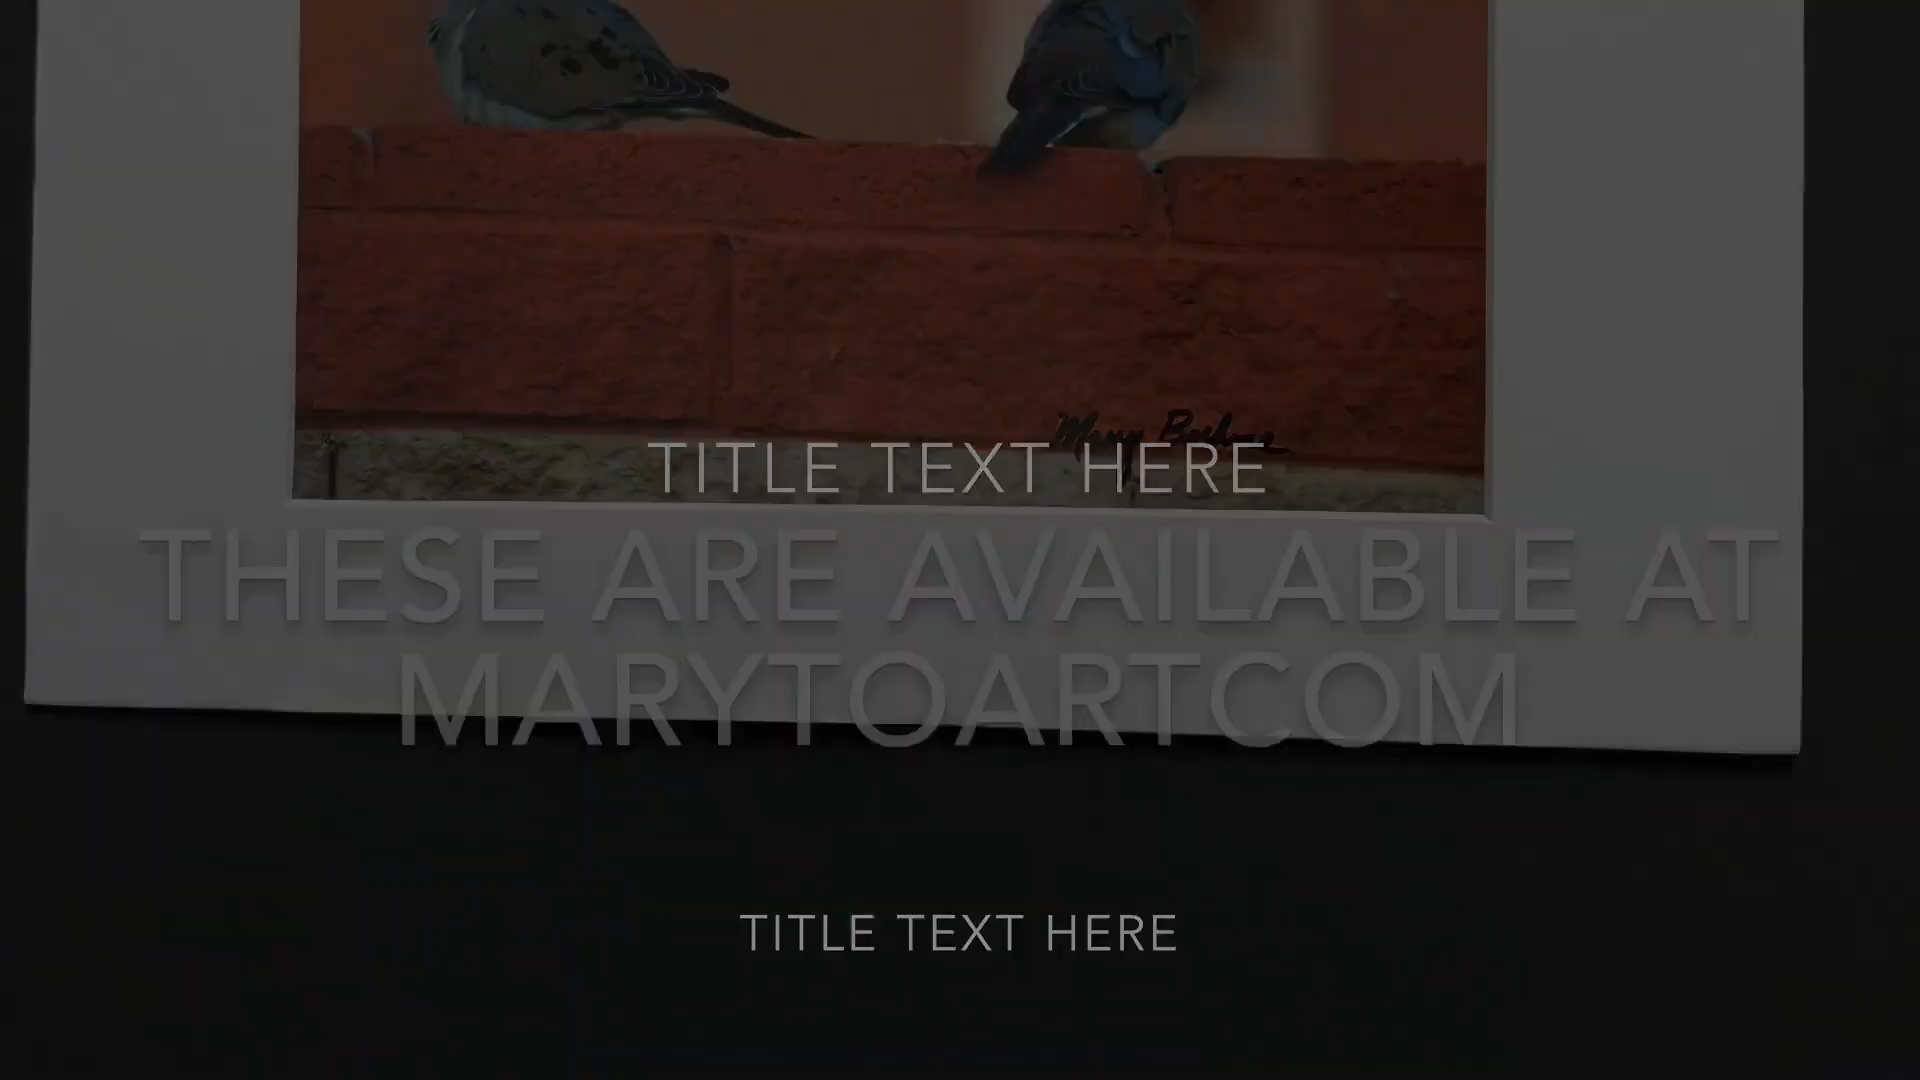 TITLE TEXT HERE
THESE ARE AVAILABLE AT
MARYTOARTCOM
TITLE TEXT HERE